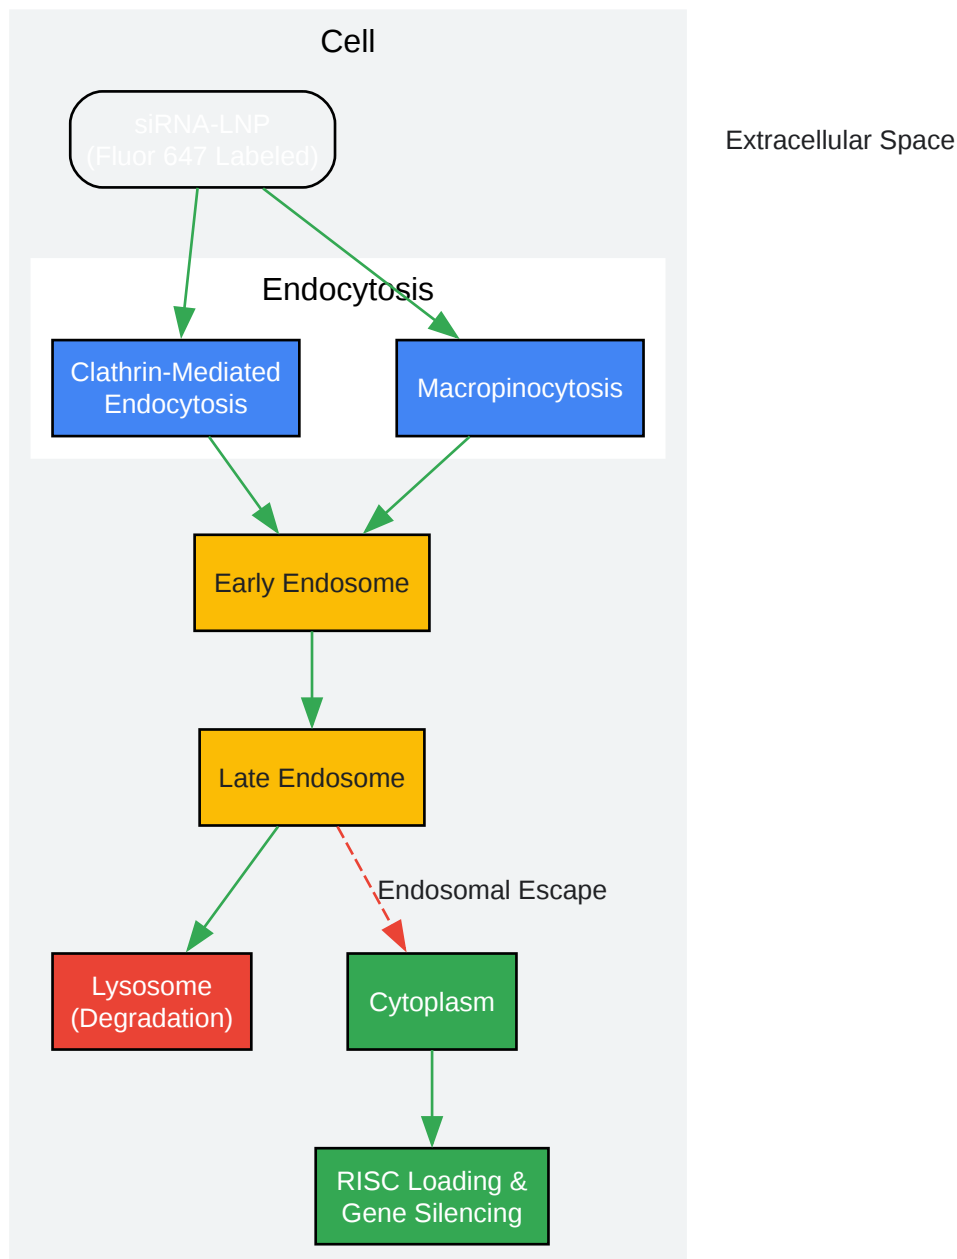 Cell
siRNA-LNP
(Fluor 647 Labeled)
Extracellular Space
Endocytosis
Clathrin-Mediated
Endocytosis
Macropinocytosis
Early Endosome
Late Endosome
Endosomal Escape
Lysosome
(Degradation)
Cytoplasm
RISC Loading &
Gene Silencing